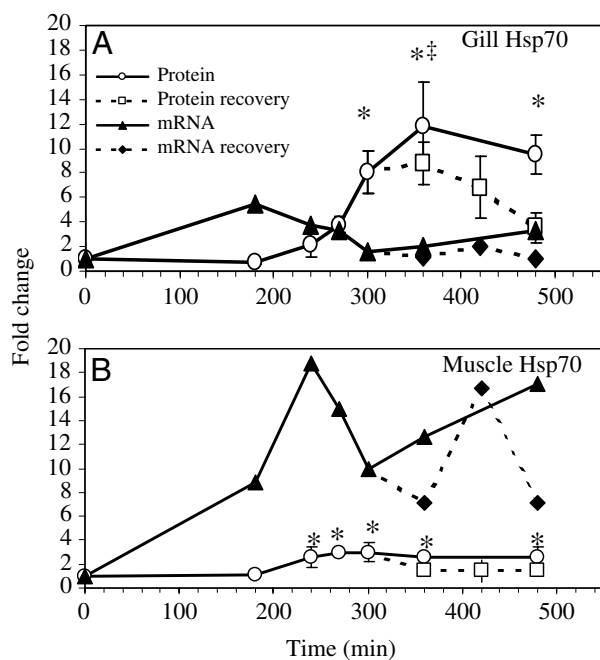 A
Gill Hsp70
Protein
Protein recovery
mRNA
mRNA recovery
*
*‡
*
20
18
16
14
12
10
8
6
4
2
0
0 100 200 300 400 500
Fold change
B
Muscle Hsp70
20
18
16
14
12
10
8
6
4
2
0
* * * * *
0 100 200 300 400 500
Time (min)